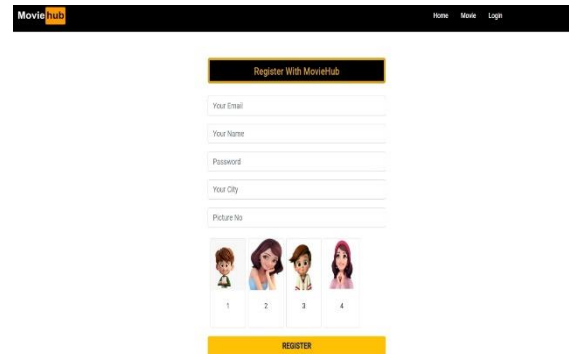 Moviehub Home Movie Login
Register With MovieHub
Your Email
Your Name
Password
Your City
Picture No
1 2 3 4
REGISTER